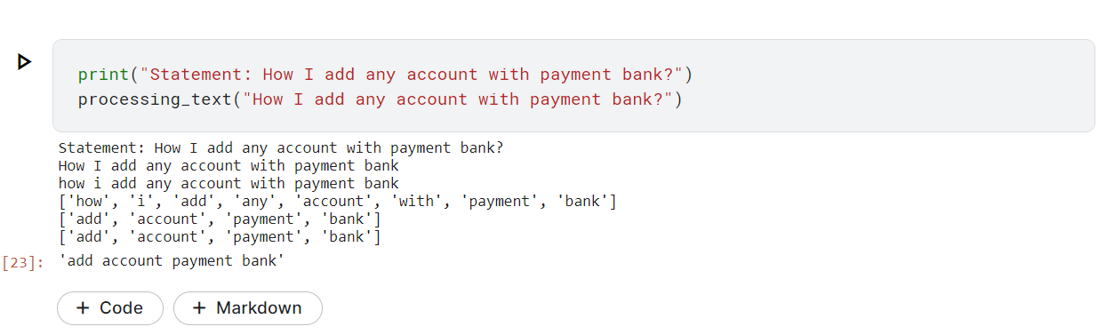 print("Statement: How I add any account with payment bank?")
processing_text("How I add any account with payment bank?")
Statement: How I add any account with payment bank?
How I add any account with payment bank
how i add any account with payment bank
['how', 'i', 'add', 'any', 'account', 'with', 'payment', 'bank']
['add', 'account', 'payment', 'bank']
['add', 'account', 'payment', 'bank']
[23]: 'add account payment bank'
+ Code + Markdown